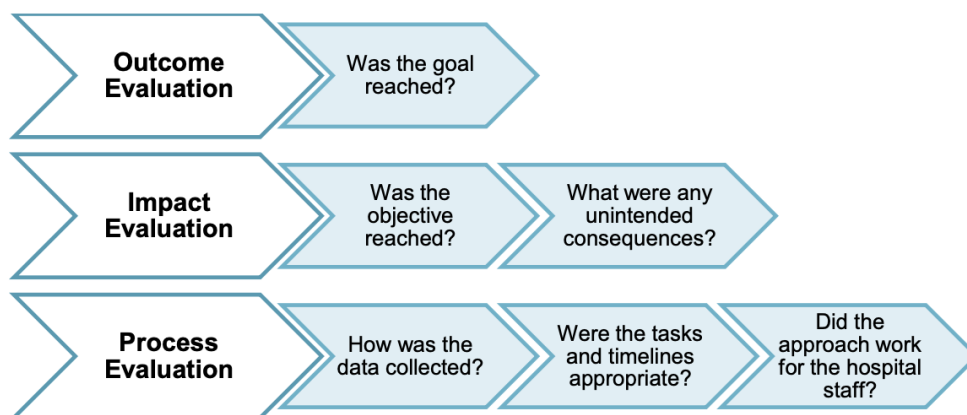 Outcome
Evaluation
Was the goal
reached?
Impact
Evaluation
Was the
objective
reached?
What were any
unintended
consequences?
Process
Evaluation
How was the
data collected?
Were the tasks
and timelines
appropriate?
Did the
approach work
for the hospital
staff?